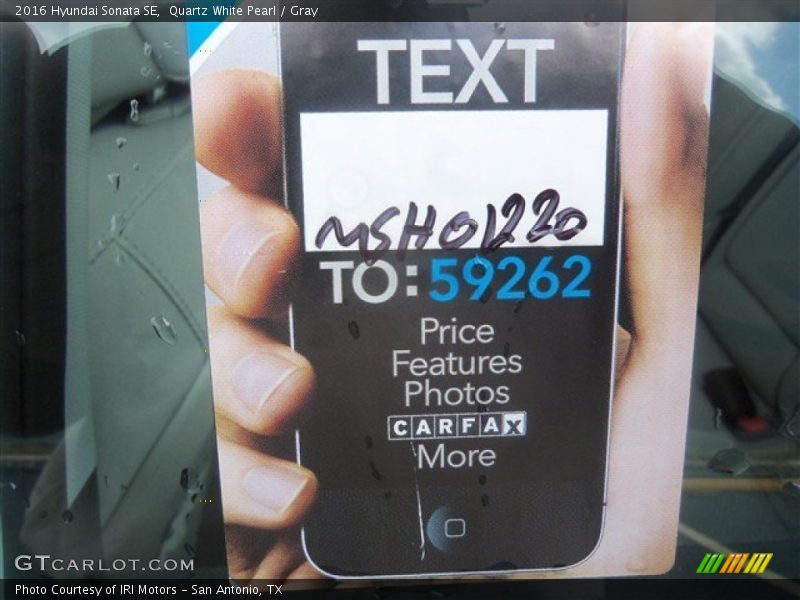 2016 Hyundai Sonata SE,  Quartz White Pearl / Gray
TEXT
MSH01220
TO: 59262
Price
Features
Photos
CARFAX
More
GTCARLOT.COM
Photo Courtesy of IRI Motors – San Antonio, TX